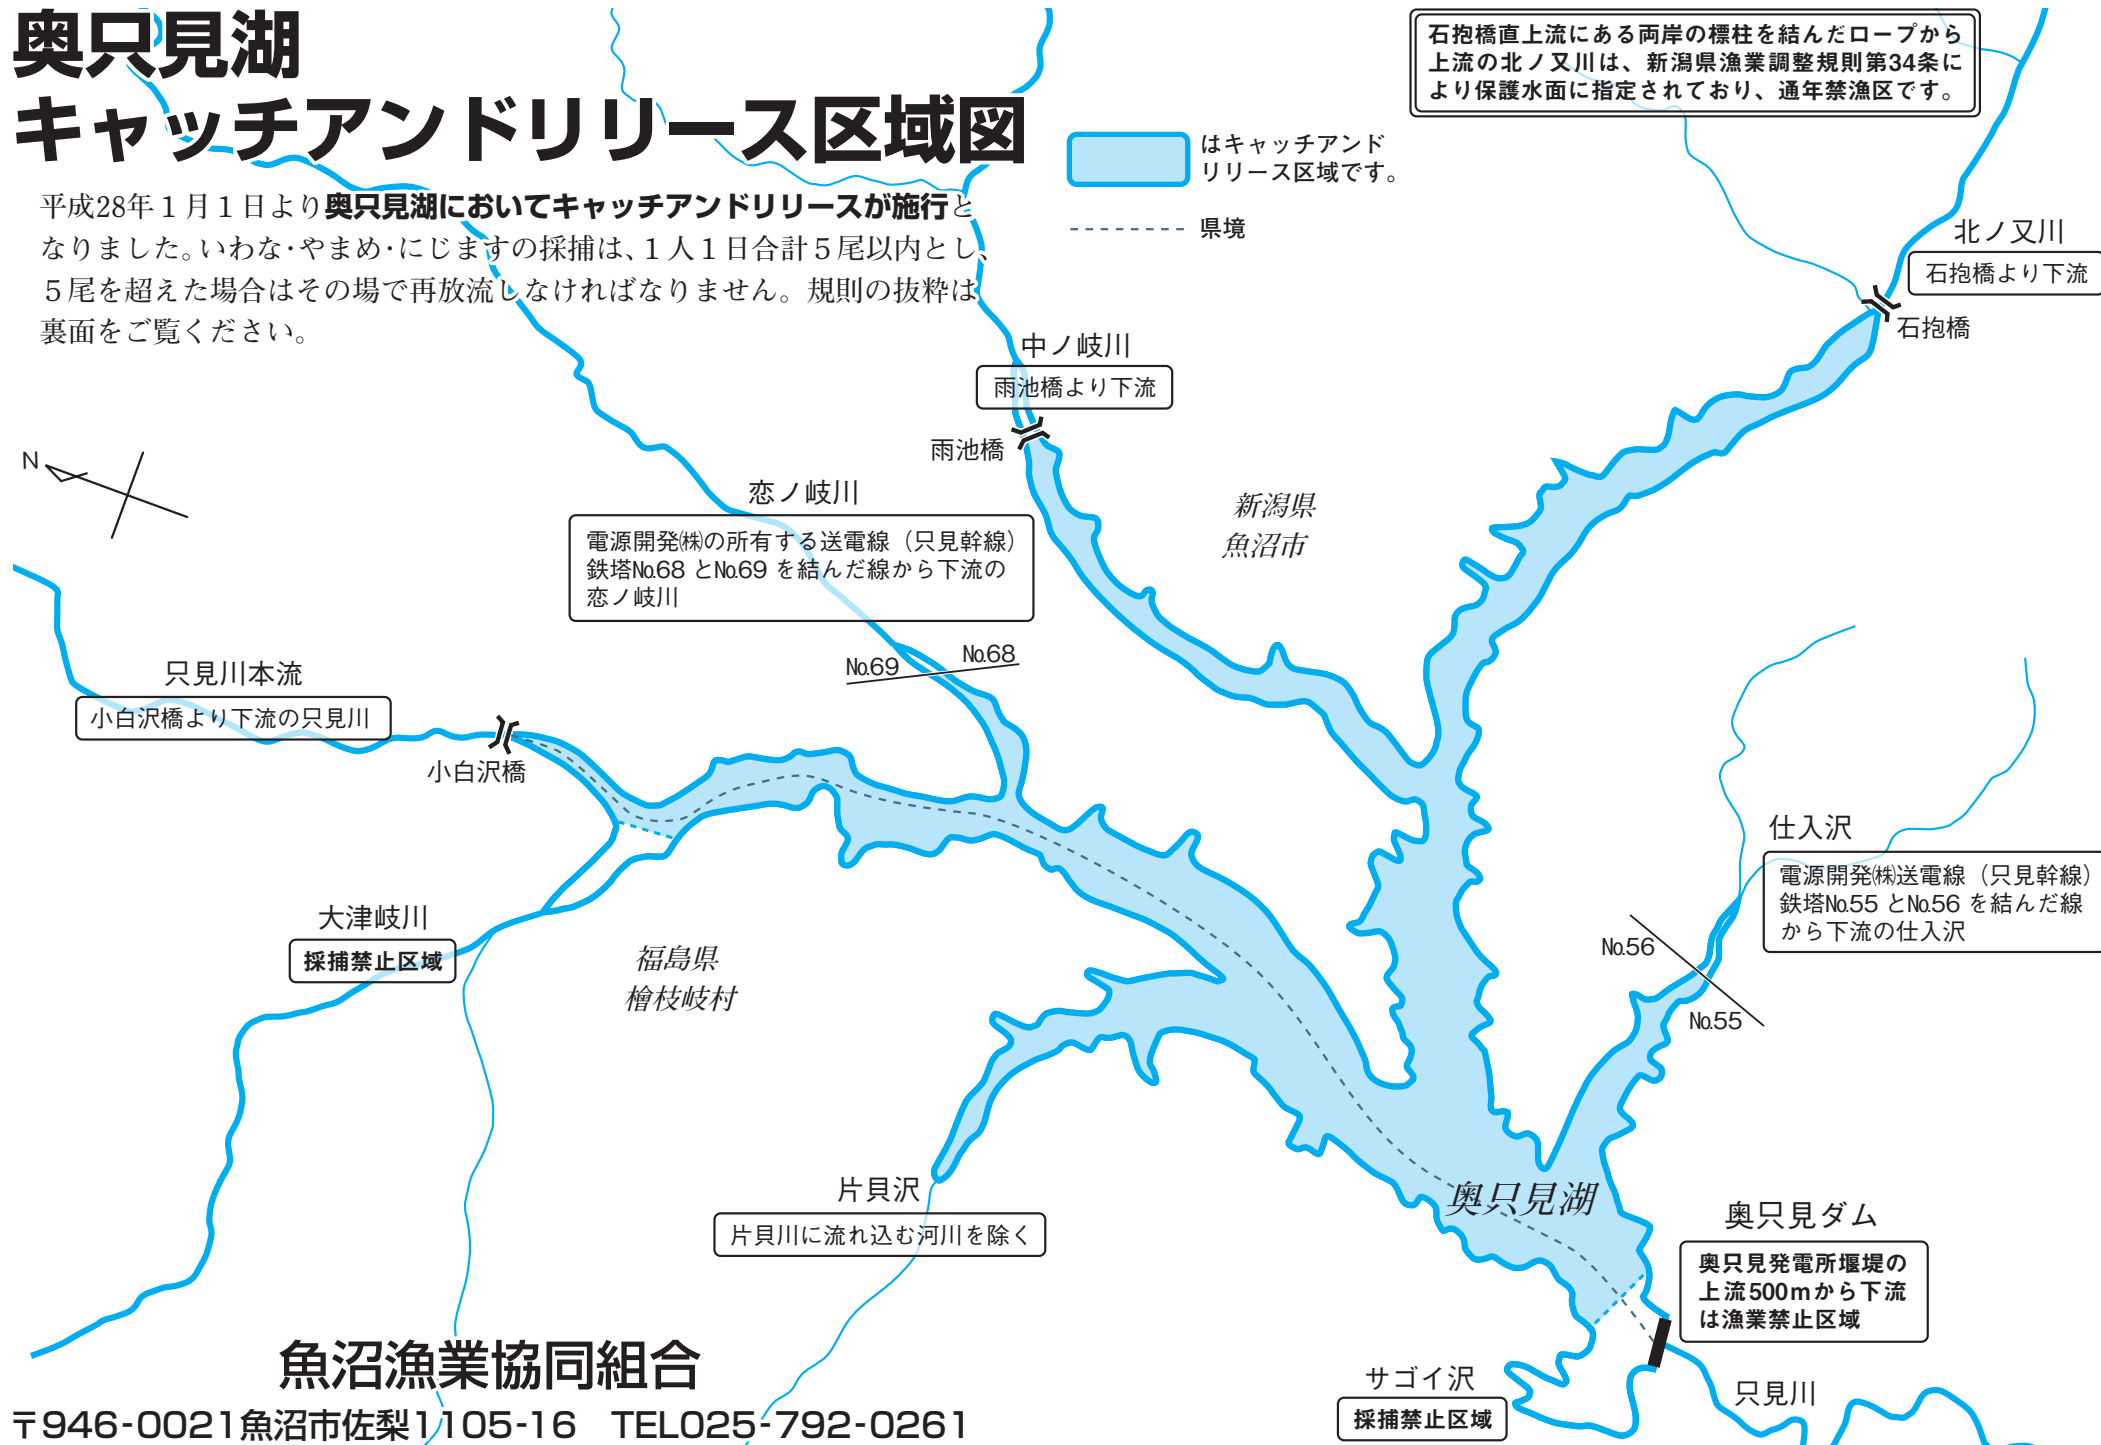 奥只見湖
キャッチアンドリリース区域図
平成28年1月1日より奥只見湖においてキャッチアンドリリースが施行と
なりました。いわな・やまめ・にじますの採捕は、1人1日合計5尾以内とし、
5尾を超えた場合はその場で再放流しなければなりません。規則の抜粋は
裏面をご覧ください。
石抱橋直上流にある両岸の標柱を結んだロープから
上流の北ノ又川は、新潟県漁業調整規則第34条に
より保護水面に指定されており、通年禁漁区です。
はキャッチアンド
リリース区域です。
県境
北ノ又川
石抱橋より下流
石抱橋
中ノ岐川
雨池橋より下流
雨池橋
N
恋ノ岐川
電源開発㈱の所有する送電線（只見幹線）
鉄塔№68 と№69 を結んだ線から下流の
恋ノ岐川
新潟県
魚沼市
№69
№68
只見川本流
小白沢橋より下流の只見川
小白沢橋
仕入沢
電源開発㈱送電線（只見幹線）
鉄塔№55 と№56 を結んだ線
から下流の仕入沢
№56
№55
大津岐川
採捕禁止区域
福島県
檜枝岐村
片貝沢
片貝川に流れ込む河川を除く
奥只見湖
奥只見ダム
奥只見発電所堰堤の
上流500mから下流
は漁業禁止区域
サゴイ沢
採捕禁止区域
只見川
魚沼漁業協同組合
〒946-0021魚沼市佐梨1105-16 TEL025-792-0261